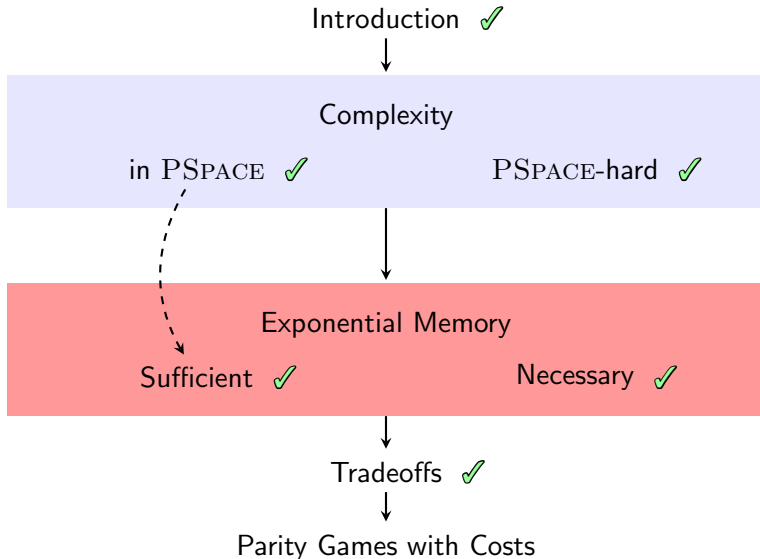 Introduction ✓
Complexity
in PSPACE ✓ PSPACE-hard ✓
Exponential Memory
Sufficient ✓ Necessary ✓
Tradeoffs ✓
Parity Games with Costs